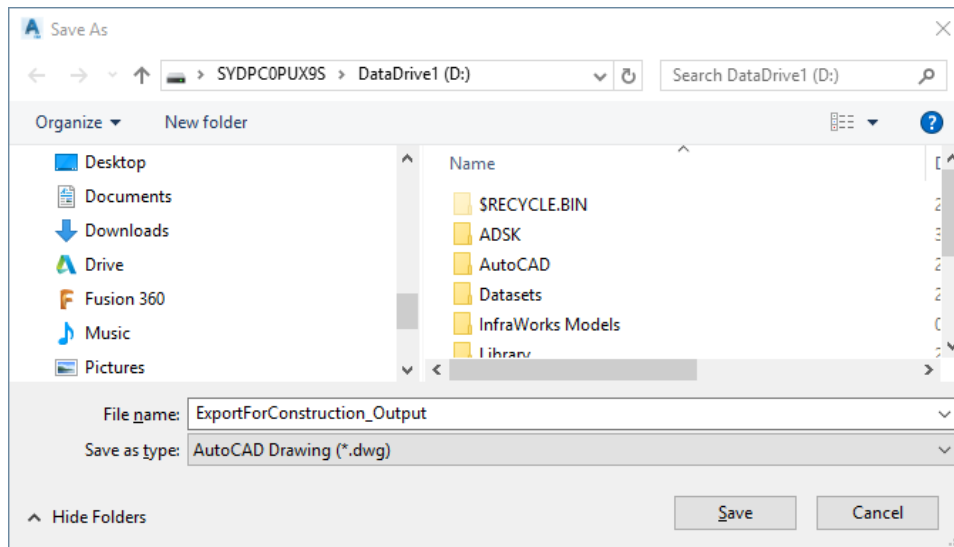 Save As
SYDPC0PUX9S > DataDrive1 (D:)
Search DataDrive1 (D:)
Organize
New folder
Desktop
Documents
Downloads
Drive
Fusion 360
Music
Pictures
Name
$RECYCLE.BIN
ADSK
AutoCAD
Datasets
InfraWorks Models
Library
File name: ExportForConstruction_Output
Save as type: AutoCAD Drawing (*.dwg)
Hide Folders
Save
Cancel